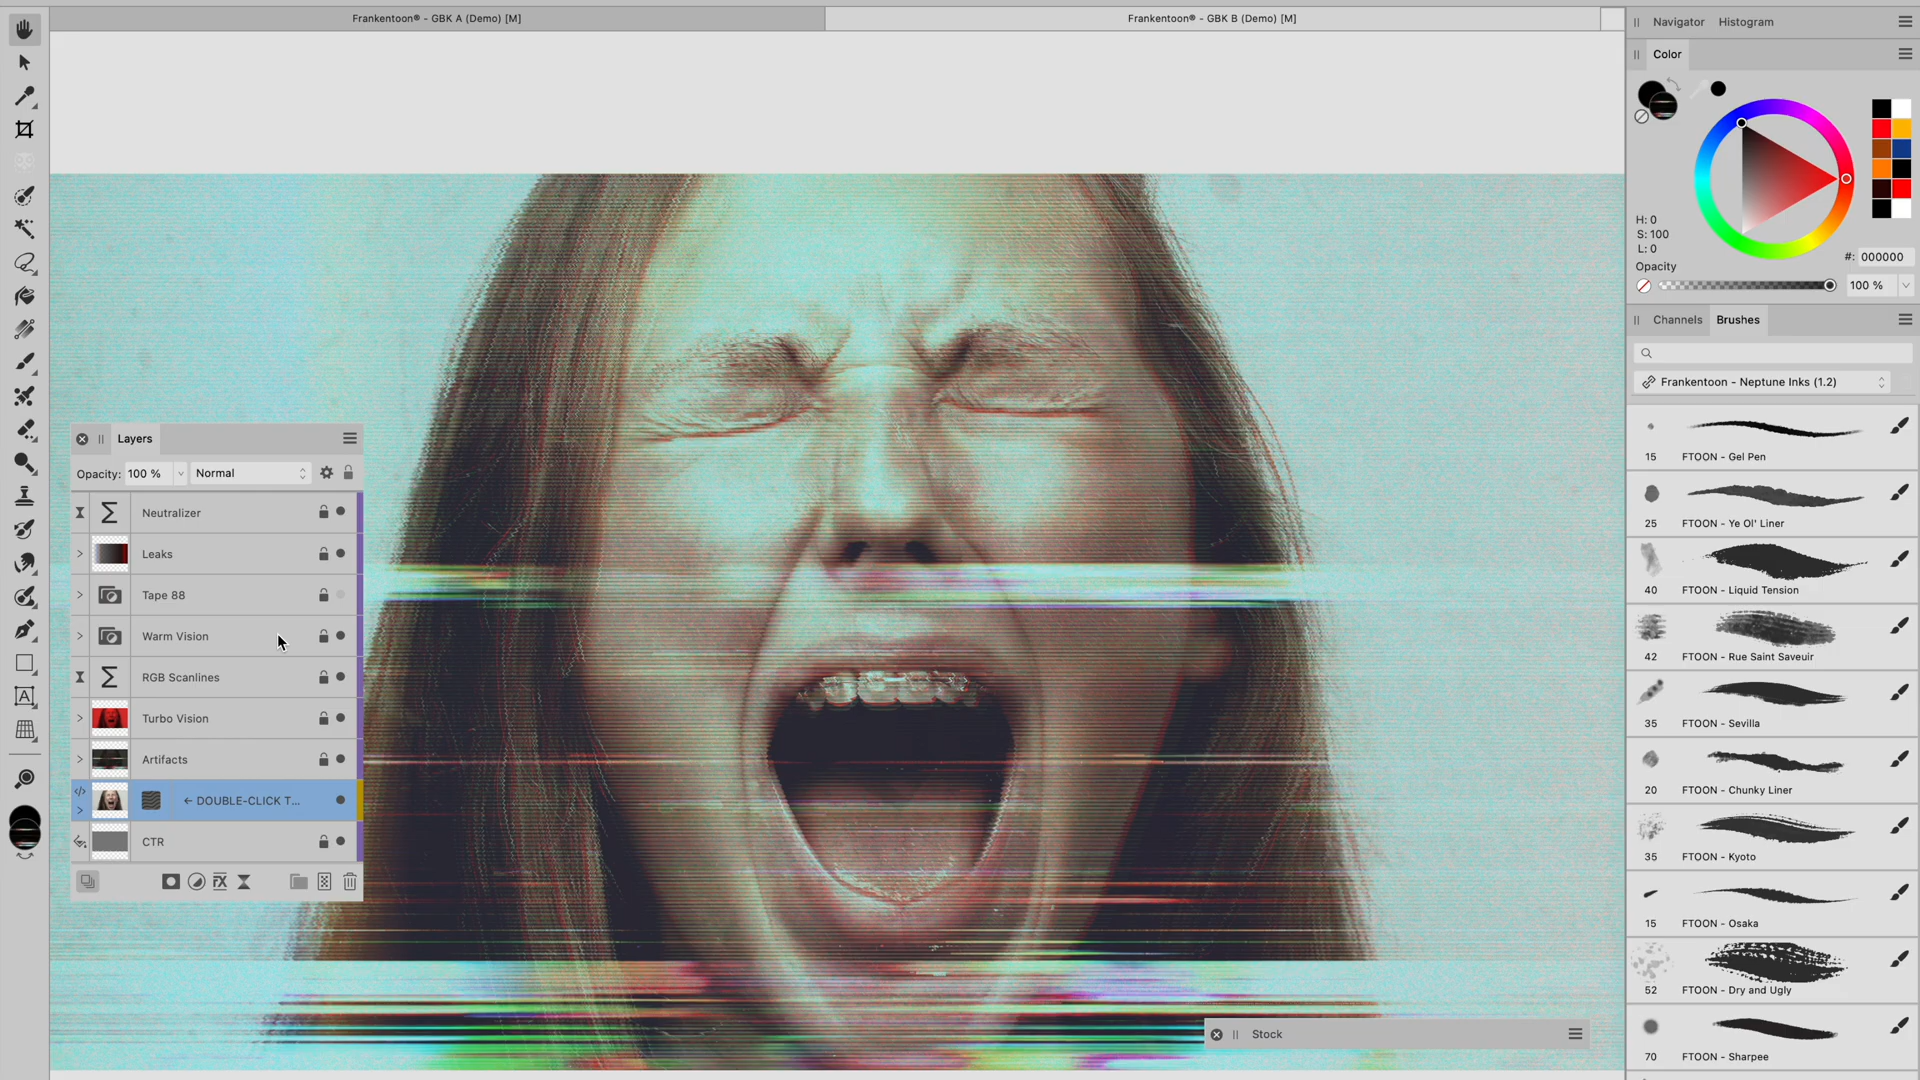 Frankentoon® - GBK A (Demo) [M]
Frankentoon® - GBK B (Demo) [M]
Navigator
Histogram
Color
H: 0
S: 100
L: 0
#: 000000
Opacity
100 %
Channels
Brushes
Frankentoon - Neptune Inks (1.2)
15 FTOON - Gel Pen
25 FTOON - Ye Ol' Liner
40 FTOON - Liquid Tension
42 FTOON - Rue Saint Saveuir
35 FTOON - Sevilla
20 FTOON - Chunky Liner
35 FTOON - Kyoto
15 FTOON - Osaka
52 FTOON - Dry and Ugly
70 FTOON - Sharpee
Layers
Opacity: 100 % Normal
Neutralizer
Leaks
Tape 88
Warm Vision
RGB Scanlines
Turbo Vision
Artifacts
← DOUBLE-CLICK T...
CTR
Stock